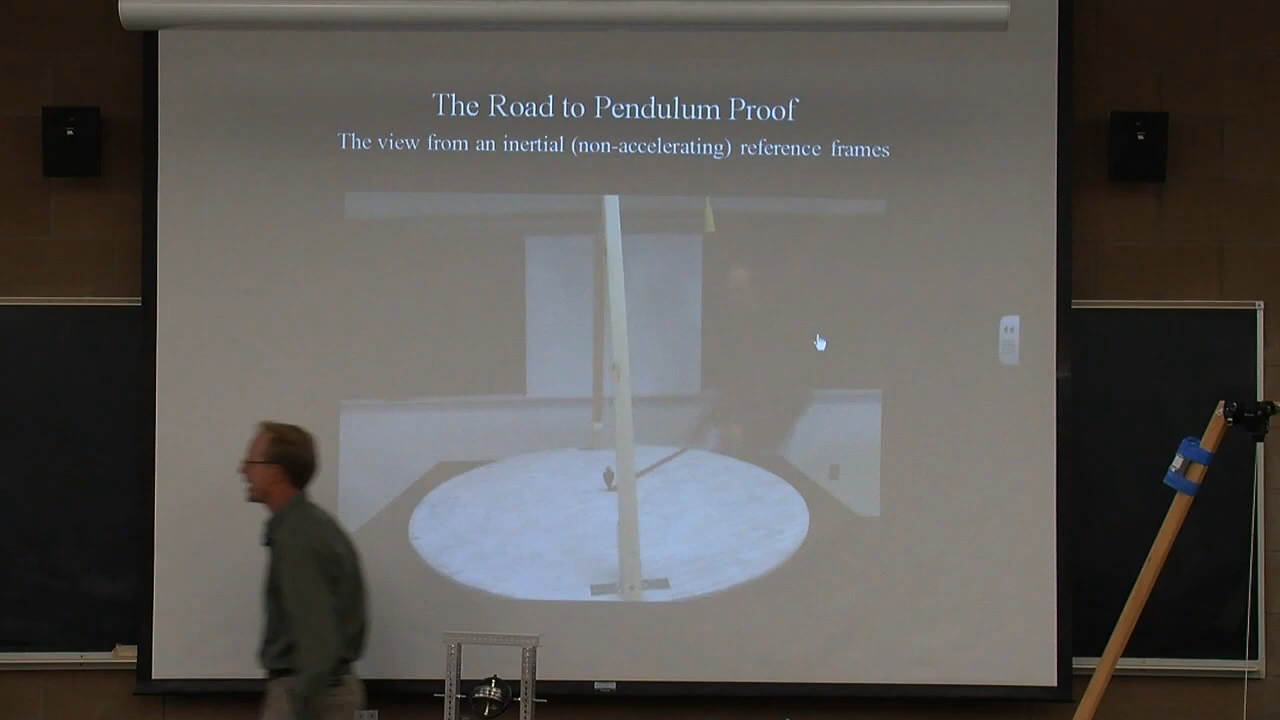 The Road to Pendulum Proof
The view from an inertial (non-accelerating) reference frames